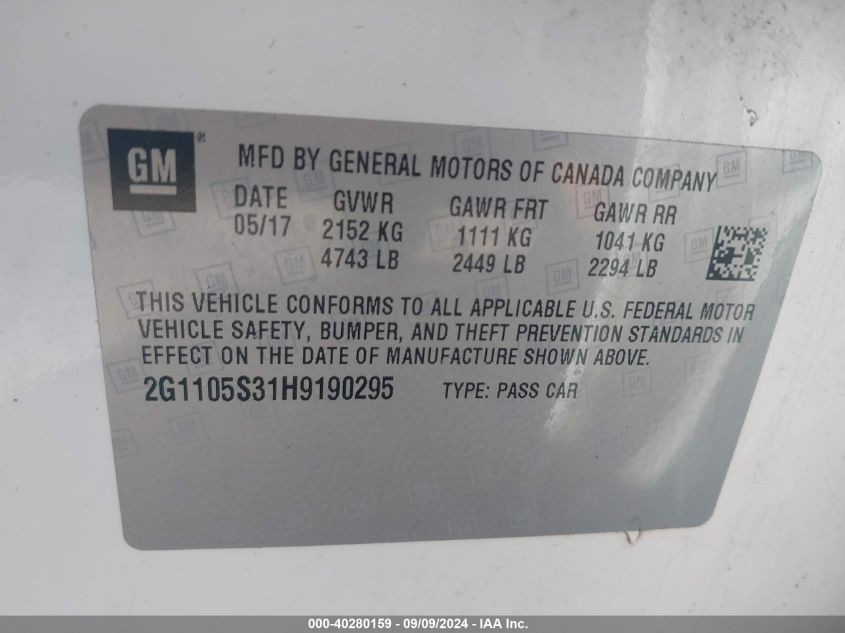 GM ® MFD BY GENERAL MOTORS OF CANADA COMPANY
DATE GVWR GAWR FRT GAWR RR
05/17 2152 KG 1111 KG 1041 KG
4743 LB 2449 LB 2294 LB
THIS VEHICLE CONFORMS TO ALL APPLICABLE U.S. FEDERAL MOTOR
VEHICLE SAFETY, BUMPER, AND THEFT PREVENTION STANDARDS IN
EFFECT ON THE DATE OF MANUFACTURE SHOWN ABOVE.
2G1105S31H9190295 TYPE: PASS CAR
000-40280159 - 09/09/2024 - IAA Inc.